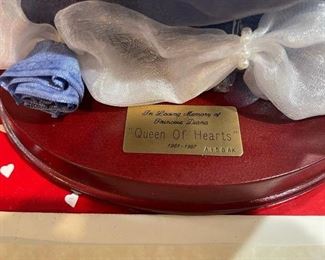 In Loving Memory of
Princess Diana
"Queen Of Hearts"
1961-1997